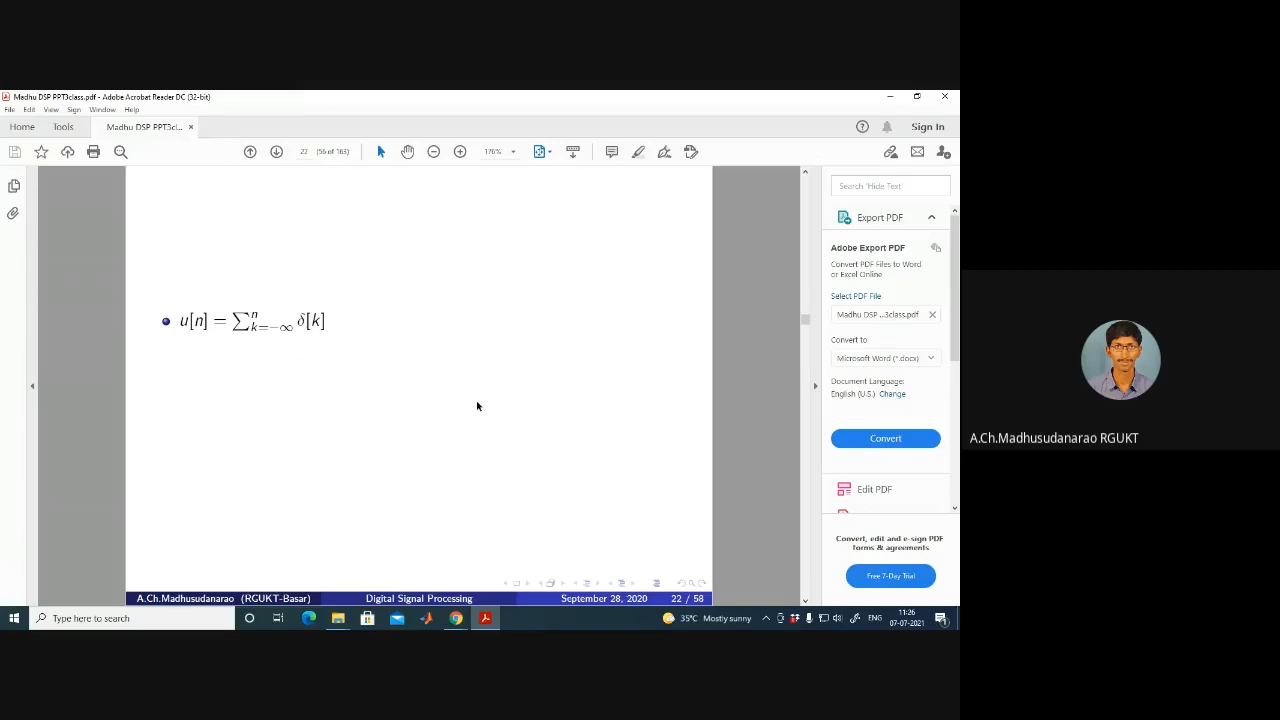 Madhu DSP PPT3class.pdf - Adobe Acrobat Reader DC (32-bit)
File Edit View Sign Window Help
Home Tools Madhu DSP PPT3cl... × Sign In
22 (56 of 163) 176%
Search 'Hide Text
Export PDF
Adobe Export PDF
Convert PDF Files to Word
or Excel Online
Select PDF File
Madhu DSP ...3class.pdf
Convert to
Microsoft Word (*.docx)
Document Language:
English (U.S.) Change
Convert
Edit PDF
Convert, edit and e-sign PDF
forms & agreements
Free 7-Day Trial
u[n] = ∑ⁿₖ₌₋∞ δ[k]
A.Ch.Madhusudanarao (RGUKT-Basar) Digital Signal Processing September 28, 2020 22 / 58
Type here to search 35°C Mostly sunny ENG 11:26
07-07-2021
A.Ch.Madhusudanarao RGUKT